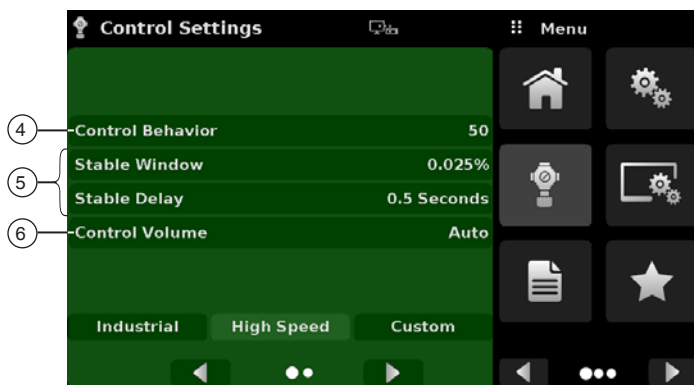 Control Settings
Menu
4
Control Behavior 50
5
Stable Window 0.025%
Stable Delay 0.5 Seconds
6
Control Volume Auto
Industrial High Speed Custom